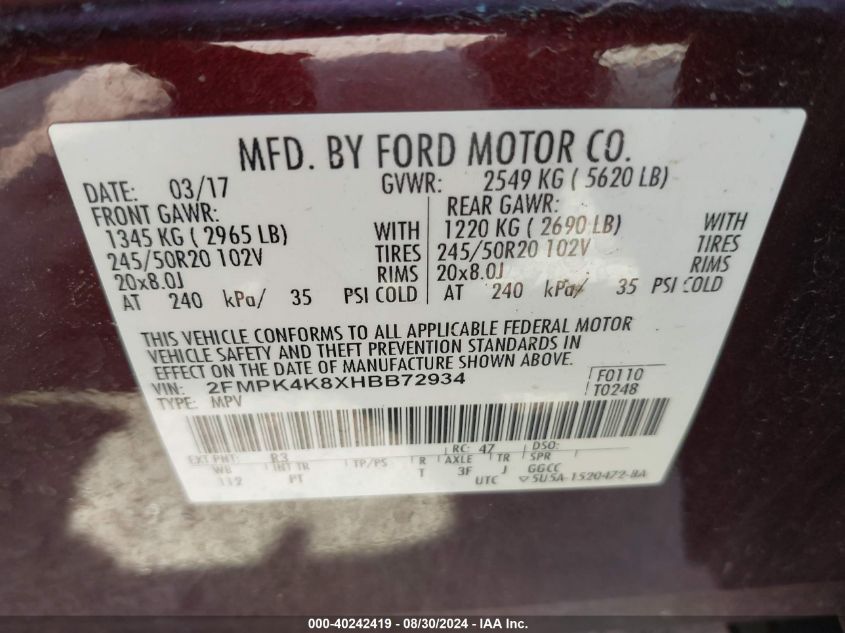 MFD. BY FORD MOTOR CO.
DATE: 03/17 GVWR: 2549 KG ( 5620 LB)
FRONT GAWR: REAR GAWR:
1345 KG ( 2965 LB) WITH 1220 KG ( 2690 LB) WITH
245/50R20 102V TIRES 245/50R20 102V TIRES
20x8.0J RIMS 20x8.0J RIMS
AT 240 kPa/ 35 PSI COLD AT 240 kPa/ 35 PSI COLD
THIS VEHICLE CONFORMS TO ALL APPLICABLE FEDERAL MOTOR
VEHICLE SAFETY AND THEFT PREVENTION STANDARDS IN
EFFECT ON THE DATE OF MANUFACTURE SHOWN ABOVE.
VIN: 2FMPK4K8XHBB72934 F0110
TYPE: MPV T0248
EXT PNT: R3 RC: 47 DSO:
WB INT TR TP/PS R AXLE TR SPR
112 PT T 3F J GGCC
UTC ▽5U5A-1520472-BA
000-40242419 - 08/30/2024 - IAA Inc.